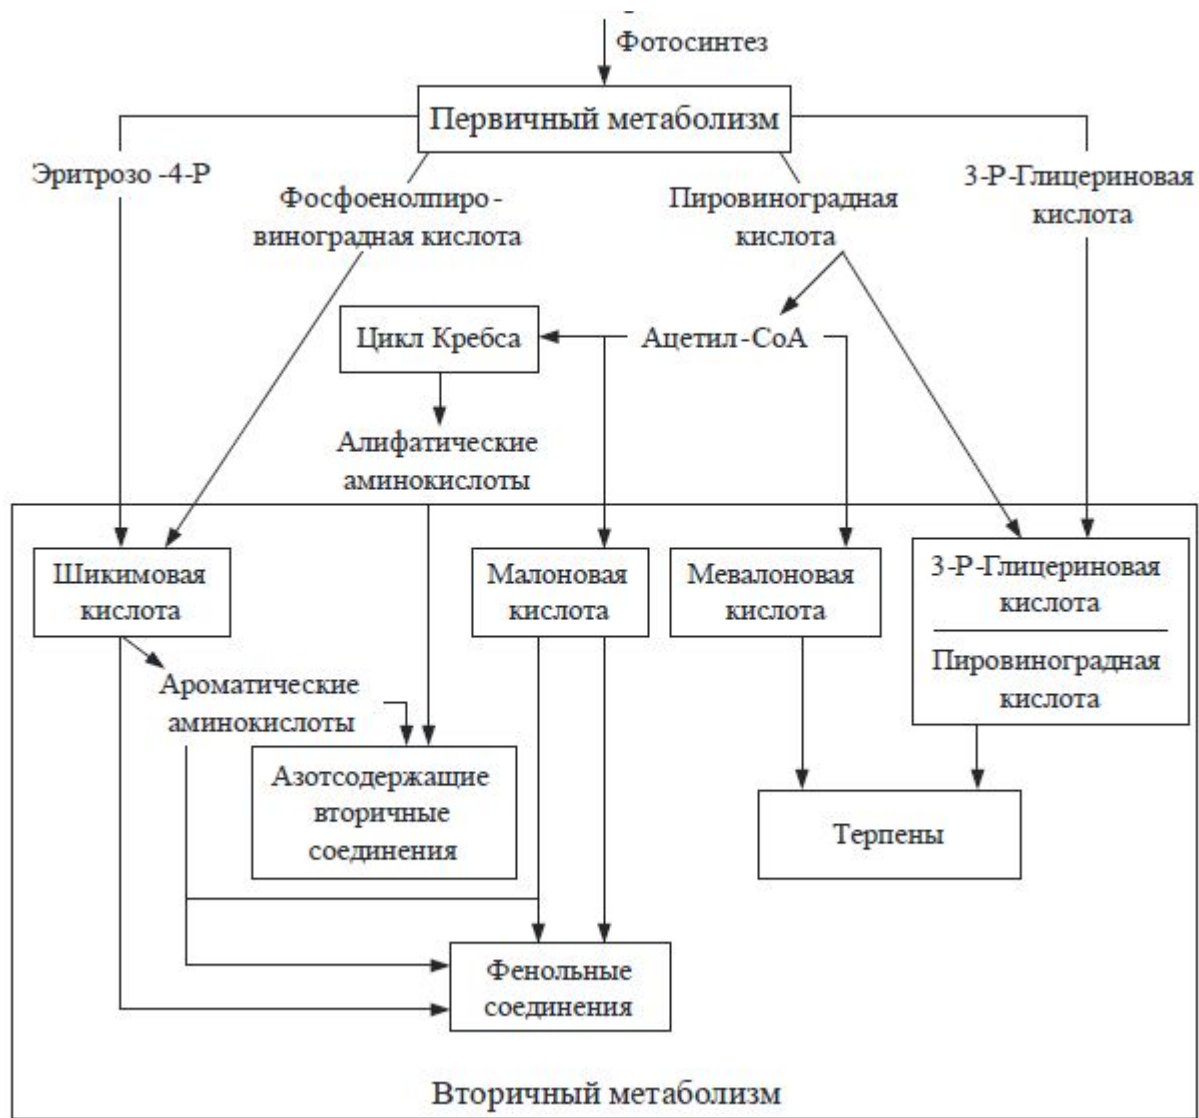 Фотосинтез
Первичный метаболизм
Эритрозо -4-Р
Фосфоенолпиро -
виноградная кислота
Пировиноградная
кислота
3-Р-Глицериновая
кислота
Цикл Кребса
Ацетил-СоА
Алифатические
аминокислоты
Шикимовая
кислота
Малоновая
кислота
Мевалоновая
кислота
3-Р-Глицериновая
кислота
Пировиноградная
кислота
Ароматические
аминокислоты
Азотсодержащие
вторичные
соединения
Терпены
Фенольные
соединения
Вторичный метаболизм